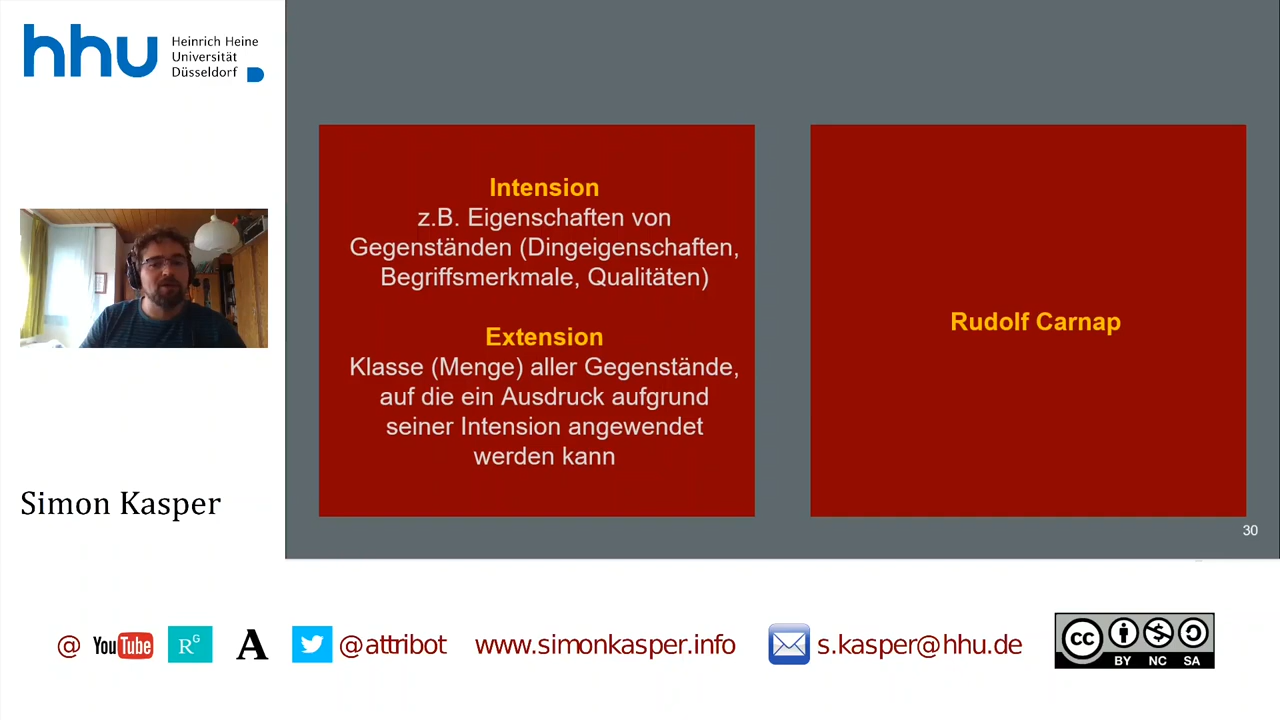 hhu
Heinrich Heine
Universität
Düsseldorf
Intension
z.B. Eigenschaften von
Gegenständen (Dingeigenschaften,
Begriffsmerkmale, Qualitäten)
Extension
Klasse (Menge) aller Gegenstände,
auf die ein Ausdruck aufgrund
seiner Intension angewendet
werden kann
Rudolf Carnap
30
Simon Kasper
@ YouTube RG A @attribot www.simonkasper.info s.kasper@hhu.de
cc BY NC SA